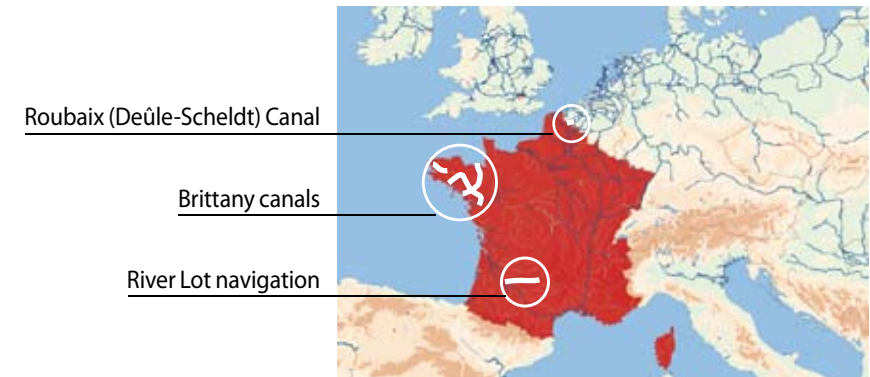 Roubaix (Deûle-Scheldt) Canal
Brittany canals
River Lot navigation